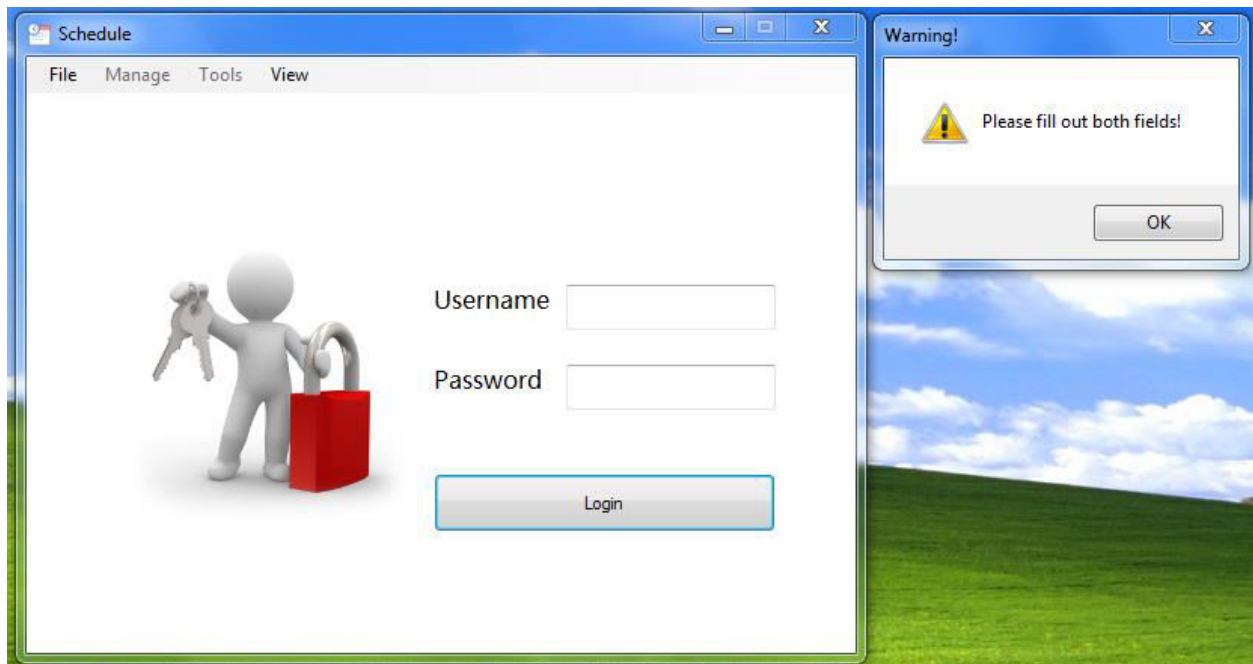 Schedule
File Manage Tools View
Username
Password
Login
Warning!
Please fill out both fields!
OK